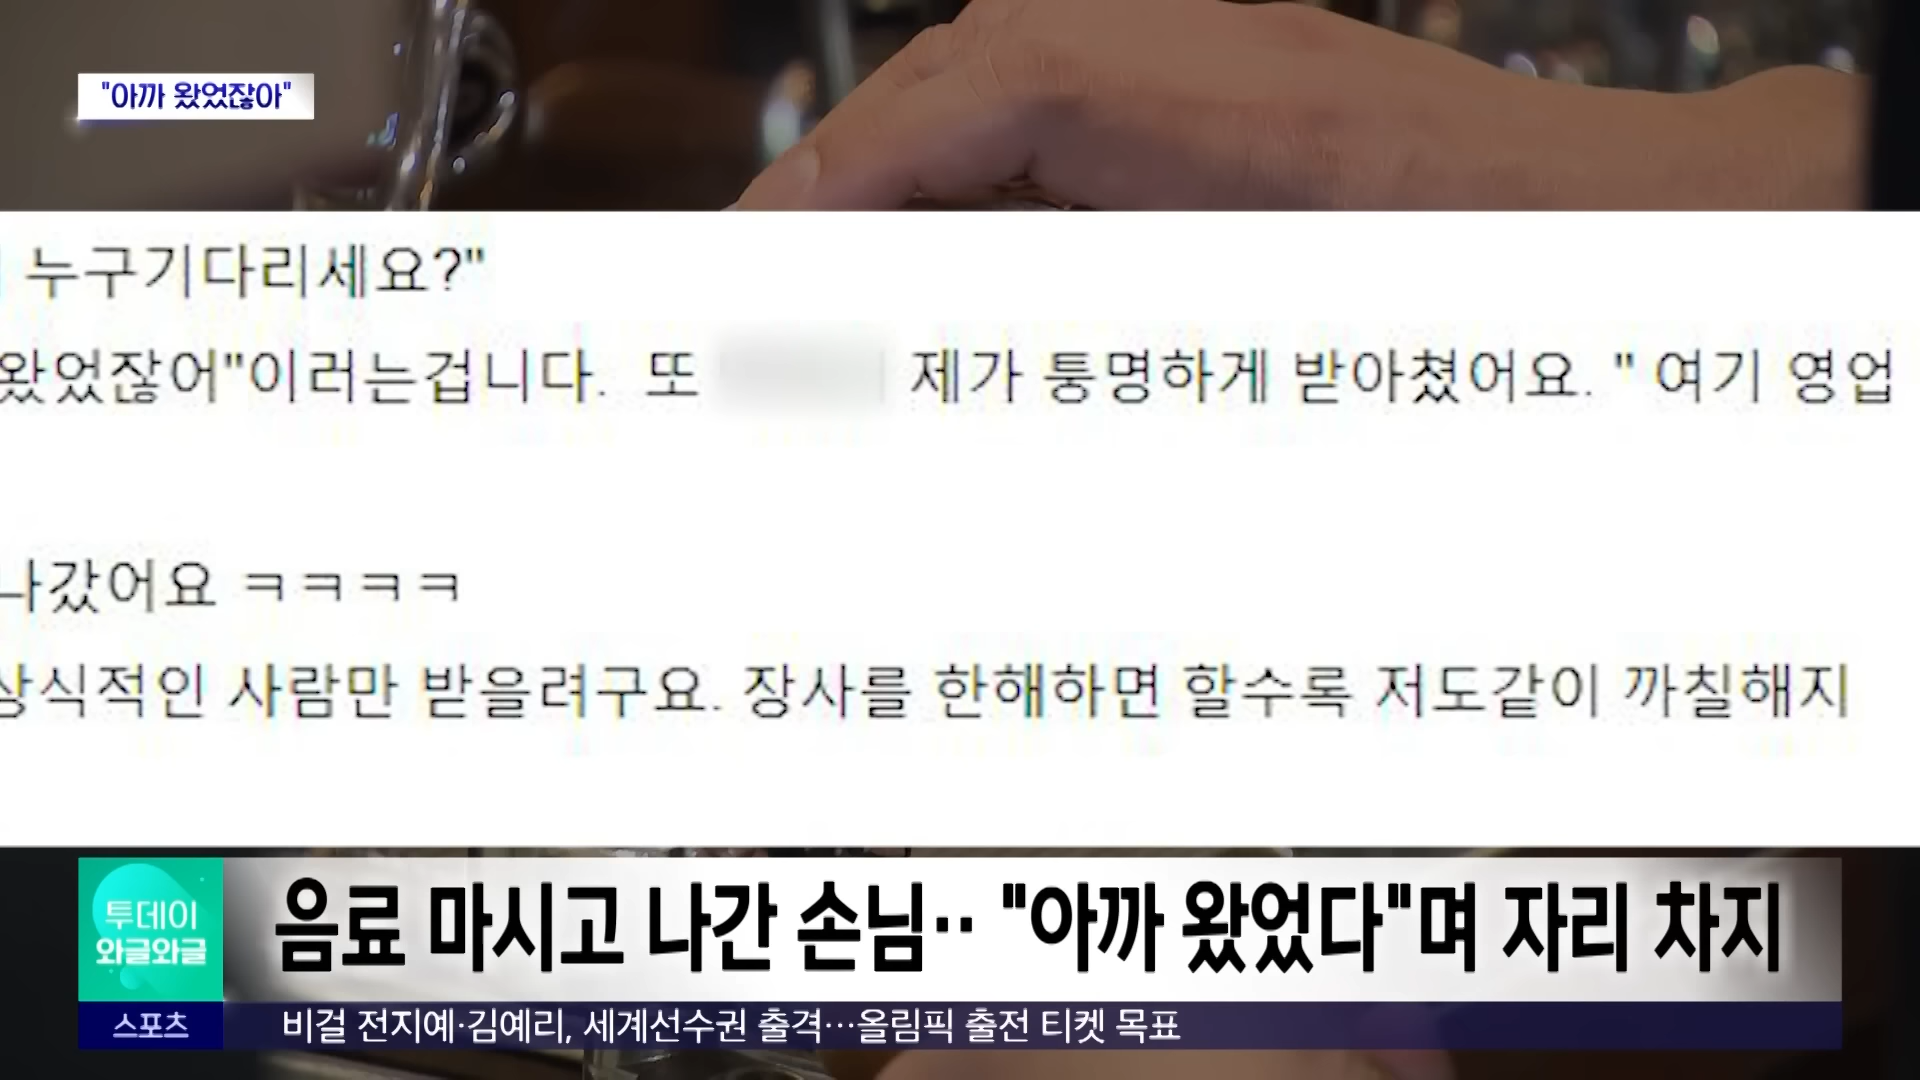 "아까 왔었잖아"
누구기다리세요?"
왔었잖어"이러는겁니다. 또 제가 퉁명하게 받아쳤어요. " 여기 영업
나갔어요 ㅋㅋㅋㅋ
상식적인 사람만 받을려구요. 장사를 한해하면 할수록 저도같이 까칠해지
투데이
와글와글
음료 마시고 나간 손님‥ "아까 왔었다"며 자리 차지
스포츠
비걸 전지예·김예리, 세계선수권 출격…올림픽 출전 티켓 목표